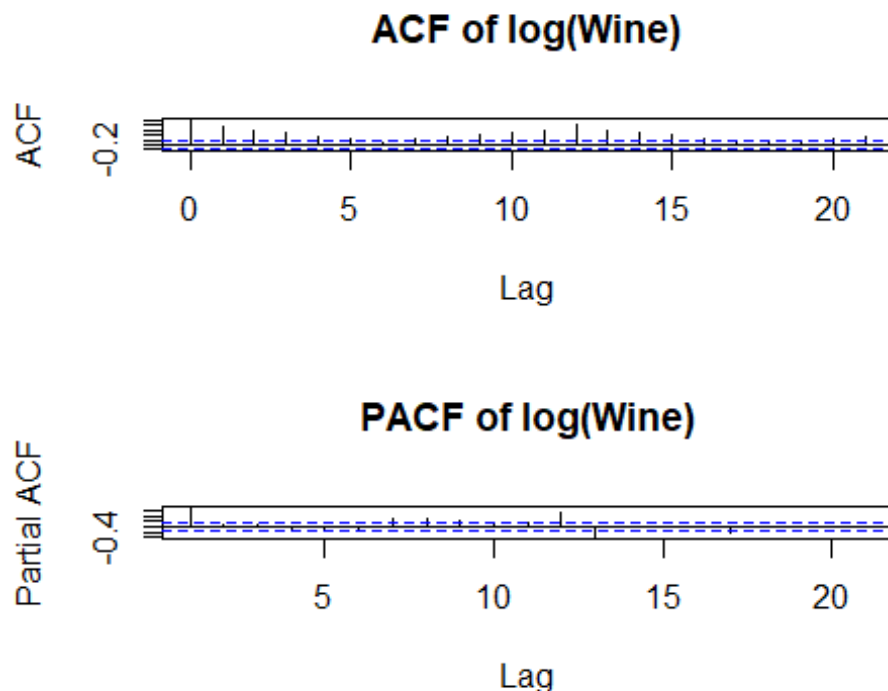 ACF of log(Wine)
ACF
-0.2
0 5 10 15 20
Lag
PACF of log(Wine)
Partial ACF
-0.4
5 10 15 20
Lag